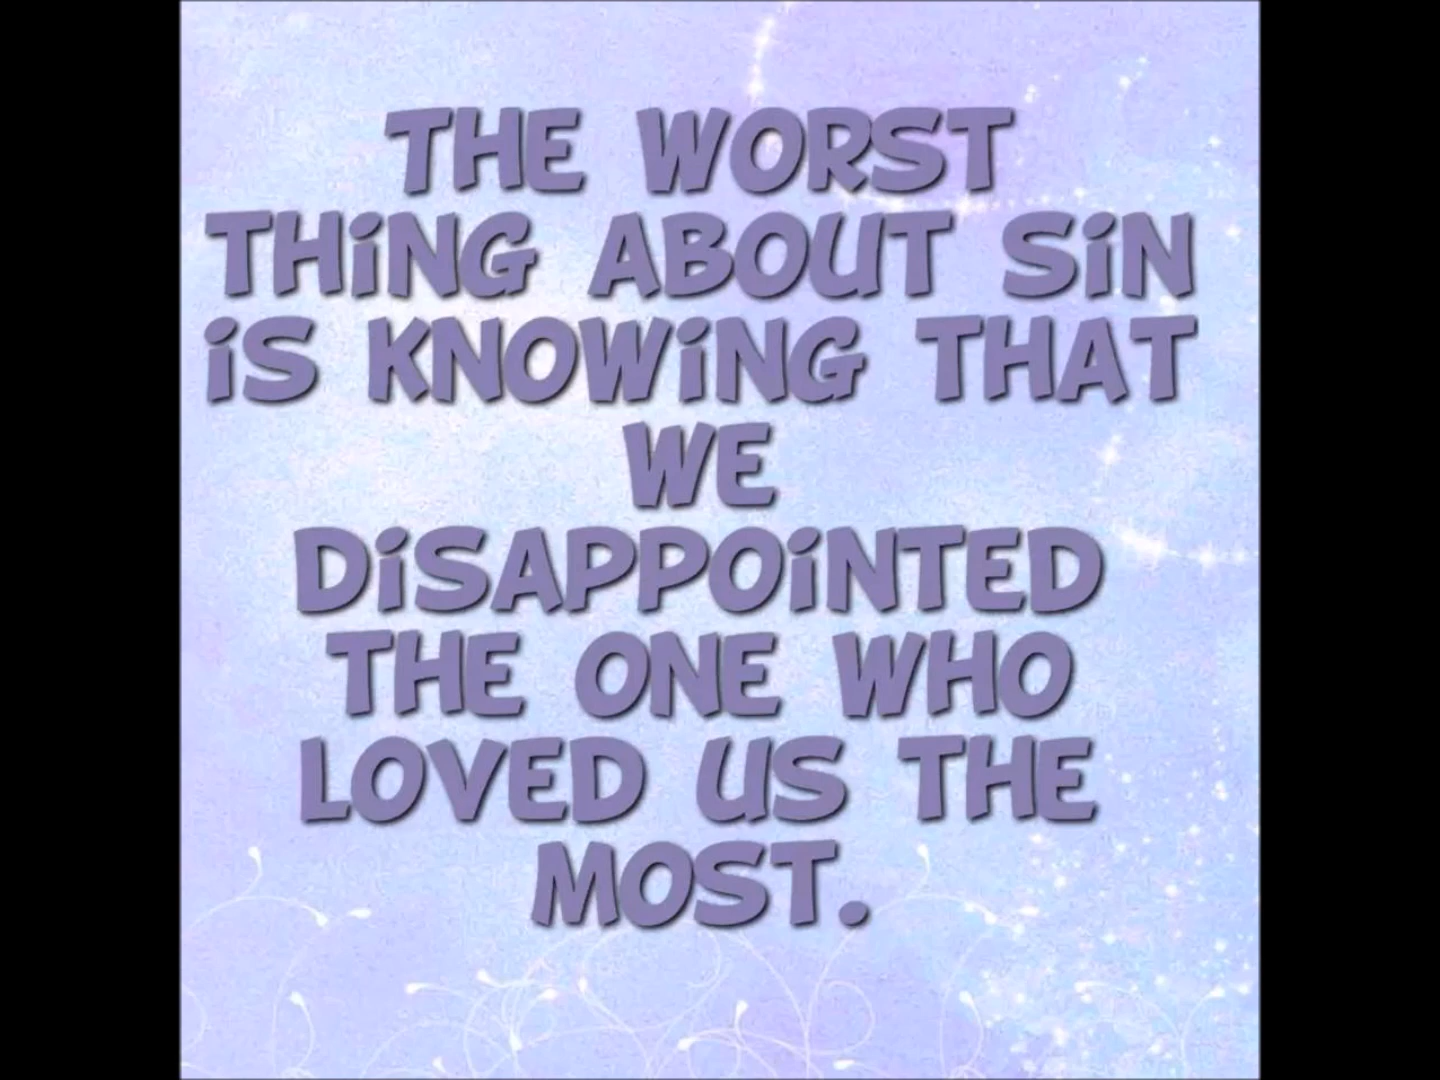 THE WORST
THiNG ABOUT SiN
iS KNOWiNG THAT
WE
DiSAPPOiNTED
THE ONE WHO
LOVED US THE
MOST.